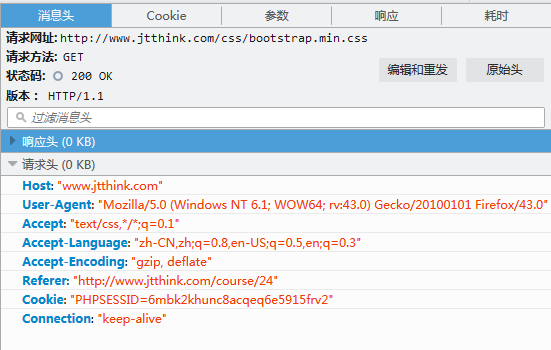 消息头 Cookie 参数 响应 耗时
请求网址:http://www.jtthink.com/css/bootstrap.min.css
请求方法: GET
状态码: 200 OK 编辑和重发 原始头
版本： HTTP/1.1
过滤消息头
响应头 (0 KB)
请求头 (0 KB)
Host: "www.jtthink.com"
User-Agent: "Mozilla/5.0 (Windows NT 6.1; WOW64; rv:43.0) Gecko/20100101 Firefox/43.0"
Accept: "text/css,*/*;q=0.1"
Accept-Language: "zh-CN,zh;q=0.8,en-US;q=0.5,en;q=0.3"
Accept-Encoding: "gzip, deflate"
Referer: "http://www.jtthink.com/course/24"
Cookie: "PHPSESSID=6mbk2khunc8acqeq6e5915frv2"
Connection: "keep-alive"